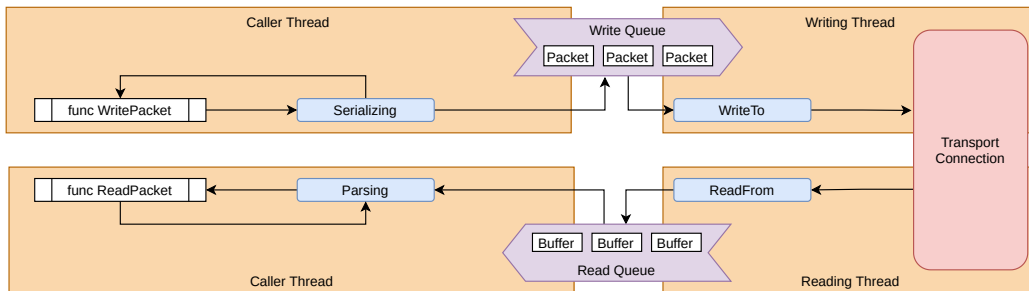 Caller Thread
Write Queue
Writing Thread
Packet Packet Packet
func WritePacket
Serializing
WriteTo
Transport
Connection
func ReadPacket
Parsing
ReadFrom
Buffer Buffer Buffer
Read Queue
Caller Thread
Reading Thread